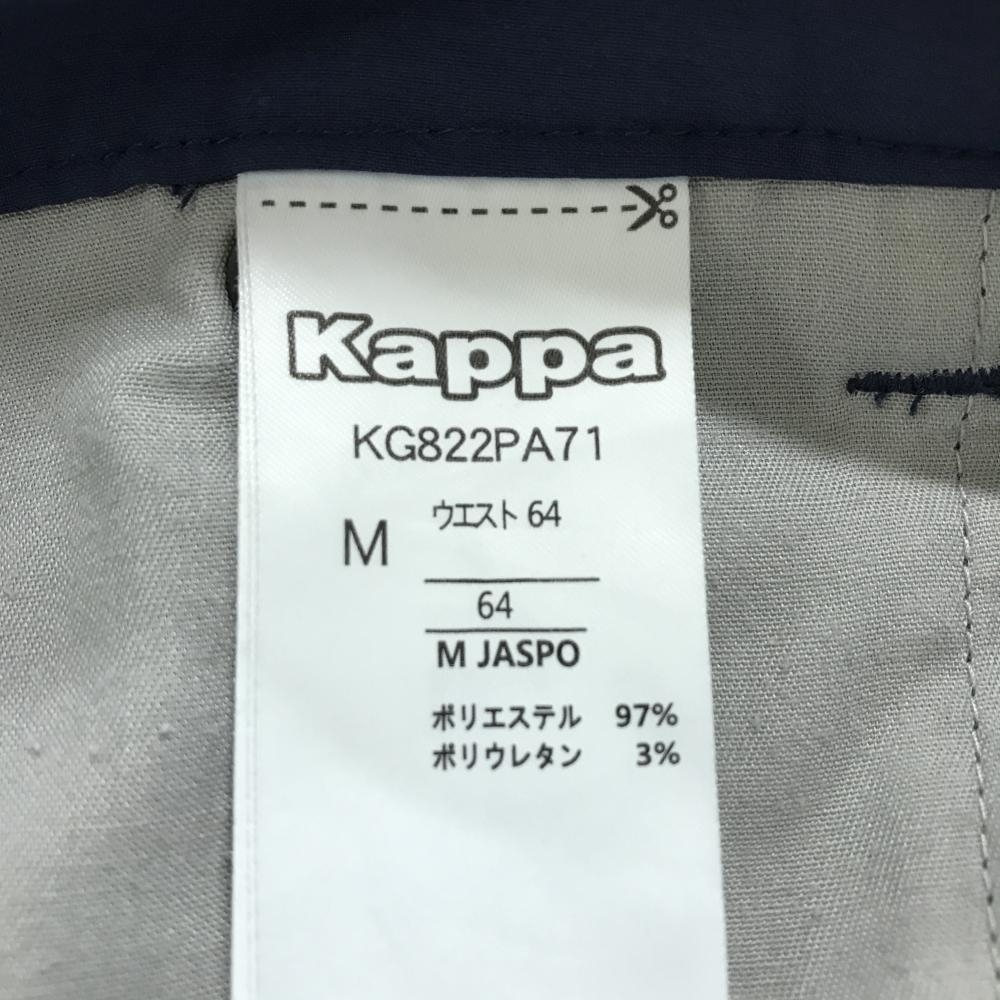 Kappa
KG822PA71
M
ウエスト 64
64
M JASPO
ポリエステル 97%
ポリウレタン 3%